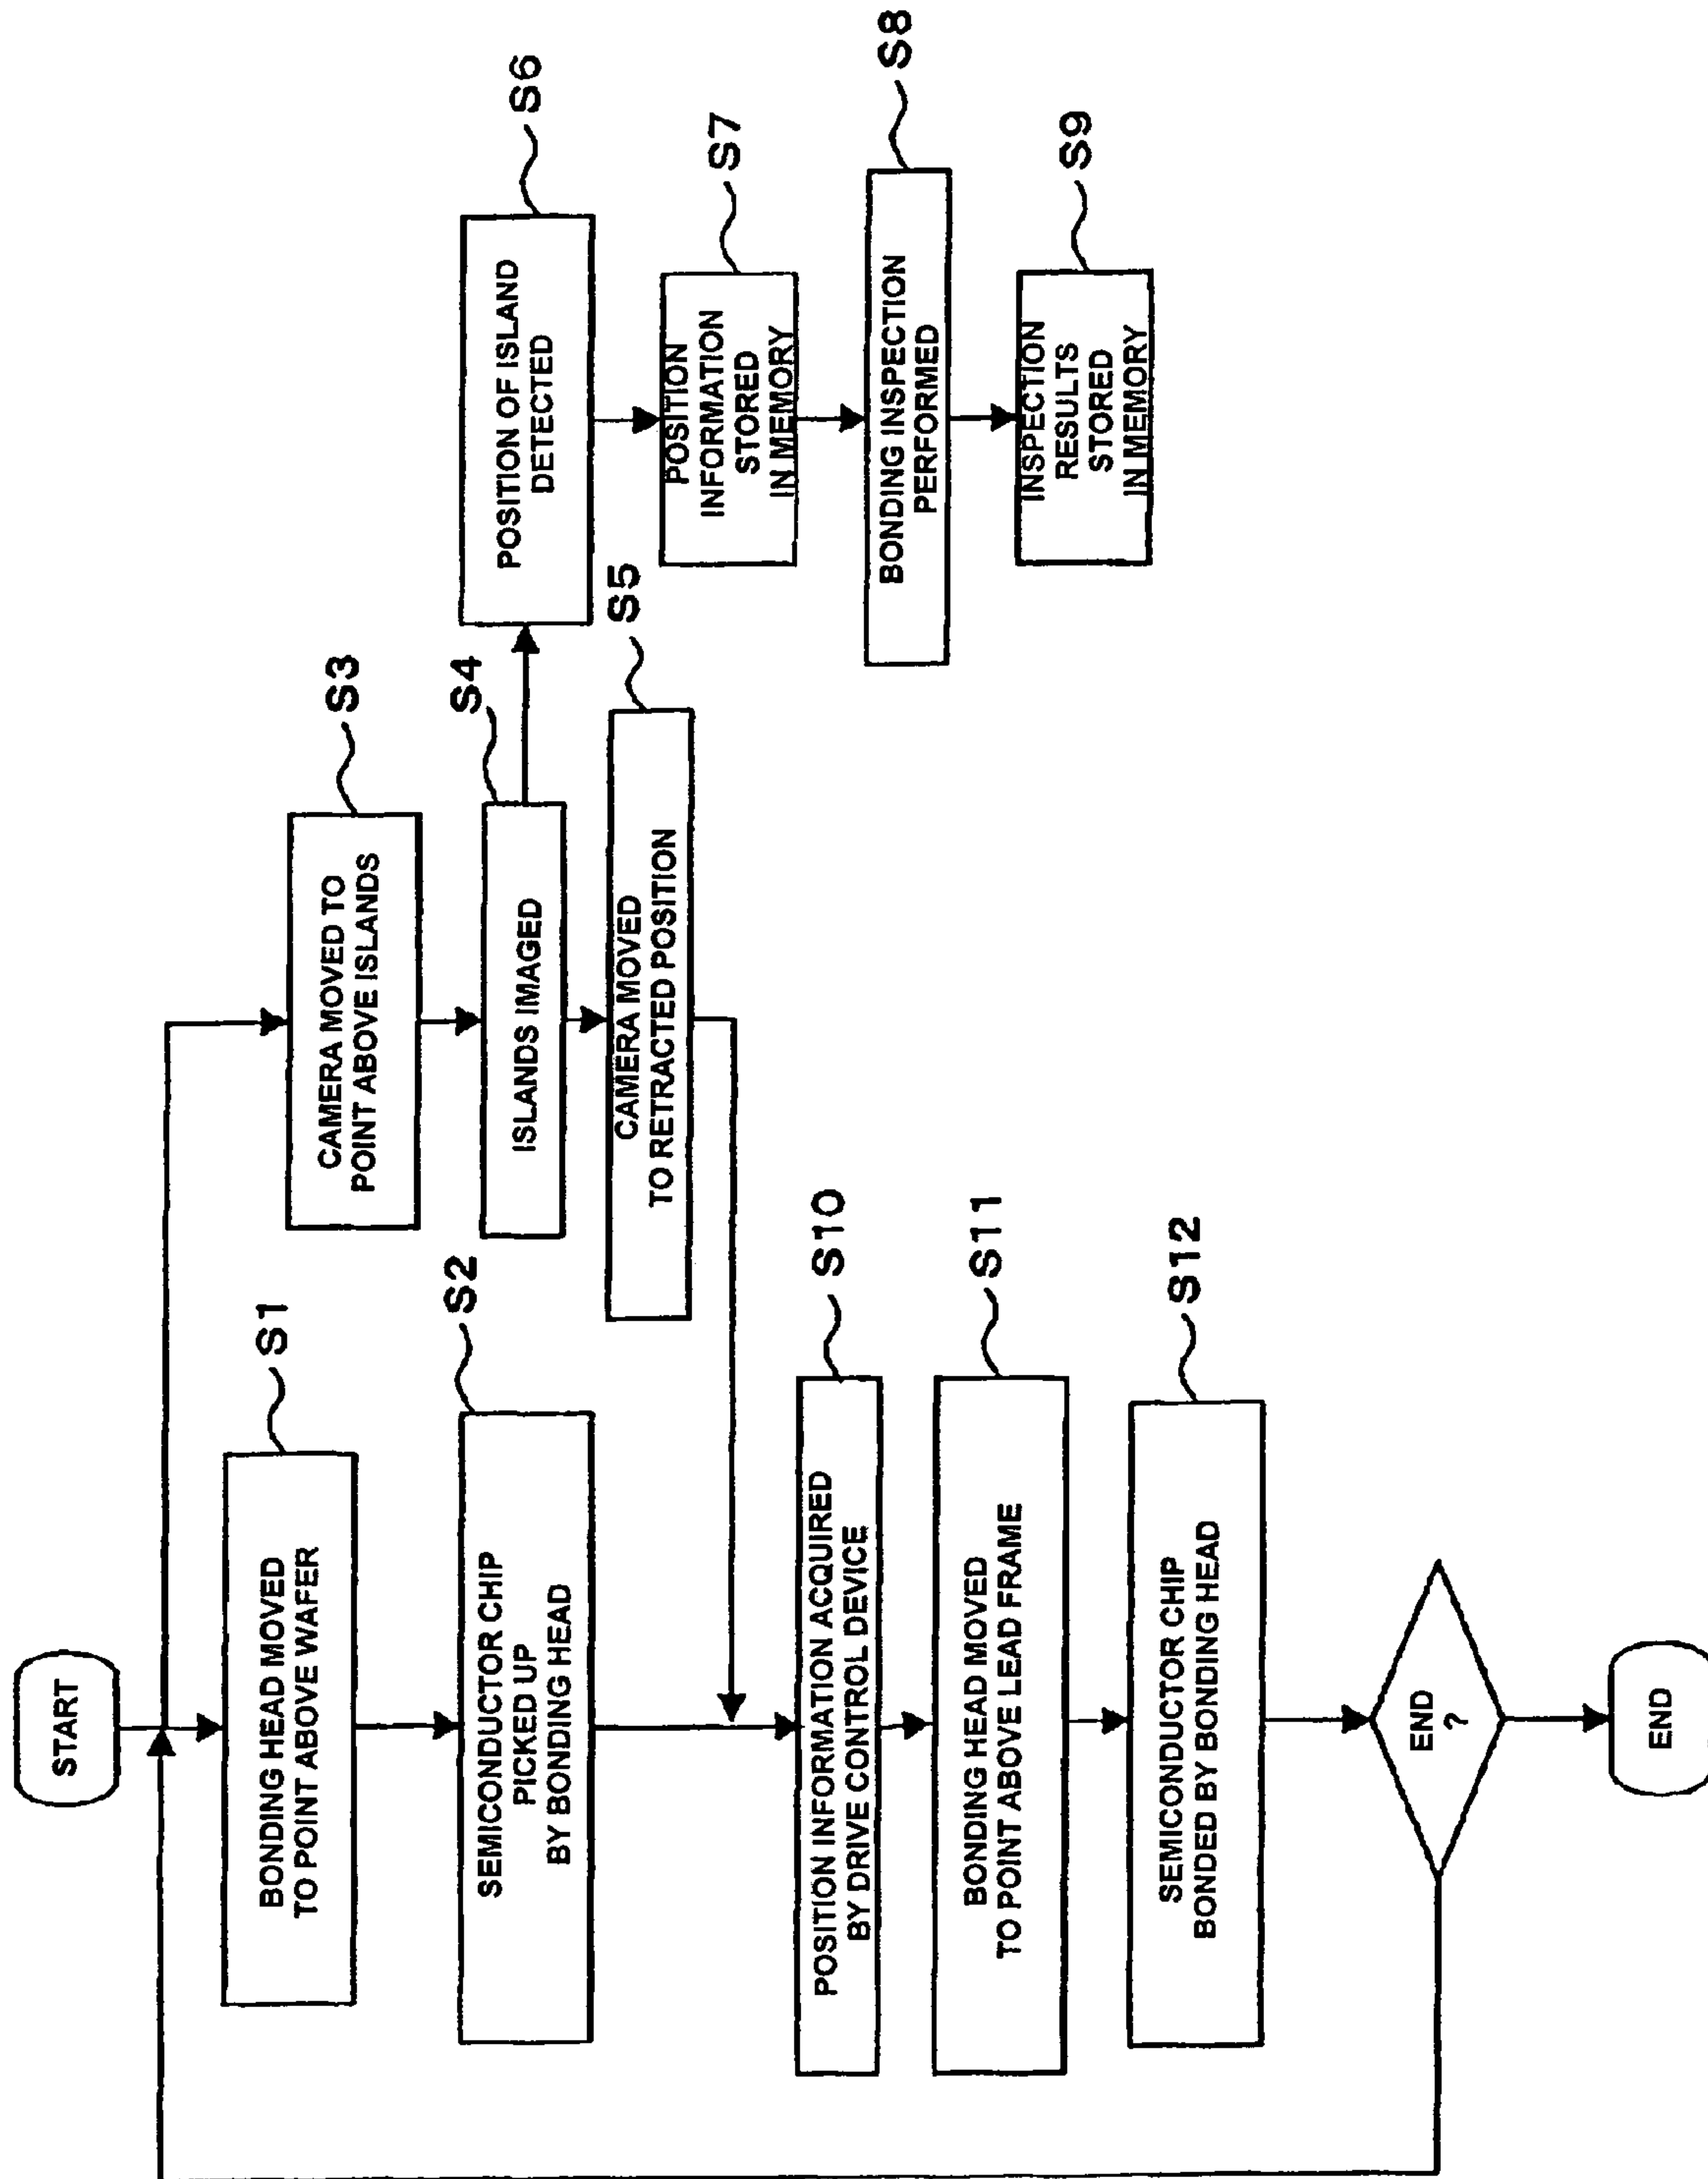 START
S1
BONDING HEAD MOVED
TO POINT ABOVE WAFER
S2
SEMICONDUCTOR CHIP
PICKED UP
BY BONDING HEAD
S3
CAMERA MOVED TO
POINT ABOVE ISLANDS
S4
ISLANDS IMAGED
S5
CAMERA MOVED
TO RETRACTED POSITION
S6
POSITION OF ISLAND
DETECTED
S7
POSITION
INFORMATION
STORED
IN MEMORY
S8
BONDING INSPECTION
PERFORMED
S9
INSPECTION
RESULTS
STORED
IN MEMORY
S10
POSITION INFORMATION ACQUIRED
BY DRIVE CONTROL DEVICE
S11
BONDING HEAD MOVED
TO POINT ABOVE LEAD FRAME
S12
SEMICONDUCTOR CHIP
BONDED BY BONDING HEAD
END
?
END